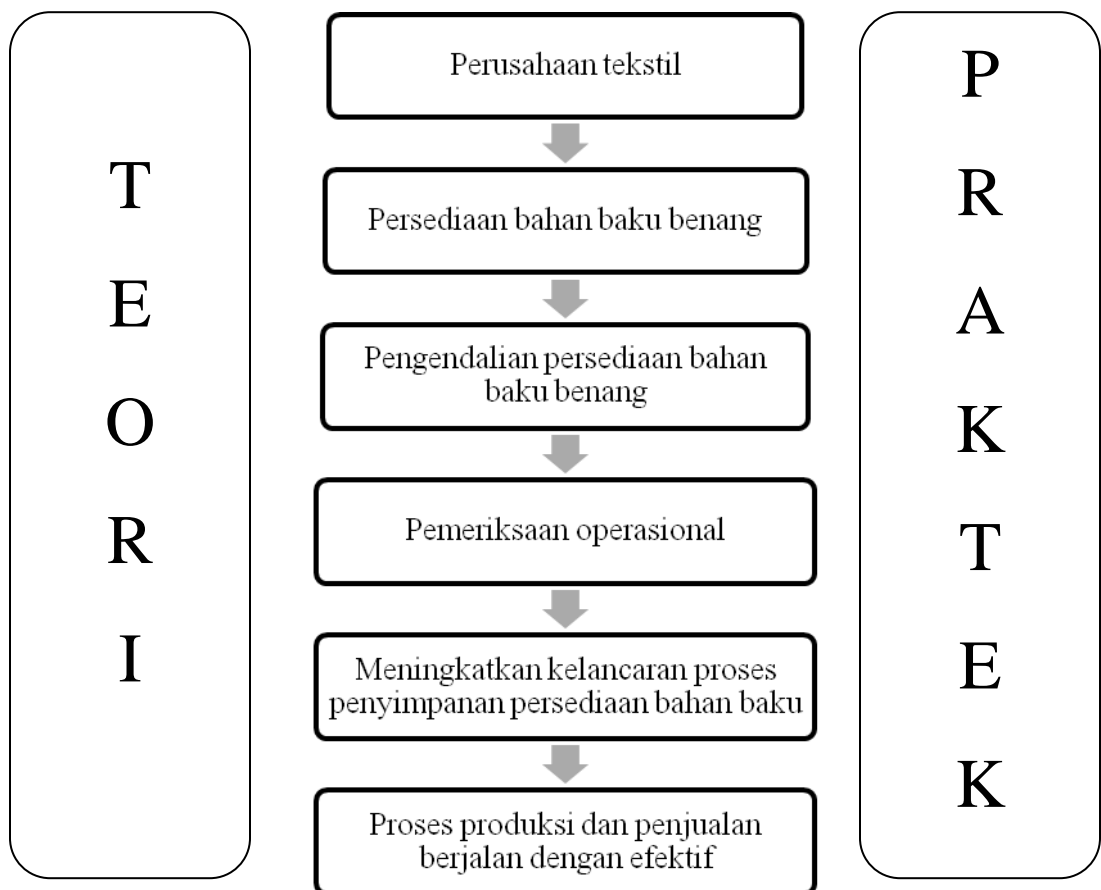 T
E
O
R
I
Perusahaan tekstil
Persediaan bahan baku benang
Pengendalian persediaan bahan
baku benang
Pemeriksaan operasional
Meningkatkan kelancaran proses
penyimpanan persediaan bahan baku
Proses produksi dan penjualan
berjalan dengan efektif
P
R
A
K
T
E
K